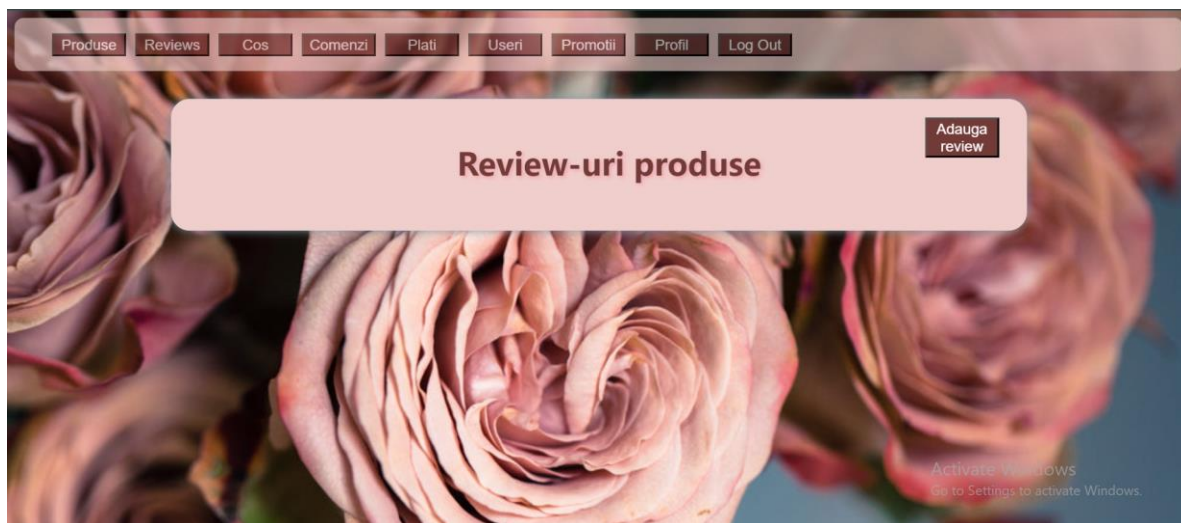 Produse Reviews Cos Comenzi Plati Useri Promotii Profil Log Out
Adauga
review
Review-uri produse
Activate Windows
Go to Settings to activate Windows.